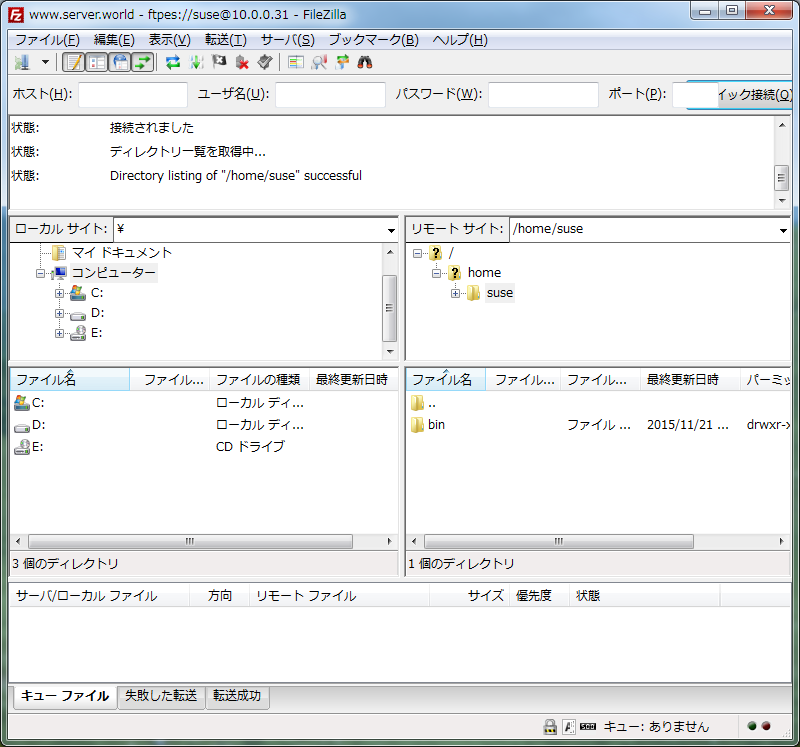 www.server.world - ftpes://suse@10.0.0.31 - FileZilla
ファイル(F) 編集(E) 表示(V) 転送(T) サーバ(S) ブックマーク(B) ヘルプ(H)
ホスト(H): ユーザ名(U): パスワード(W): ポート(P): イック接続(Q)
状態: 接続されました
状態: ディレクトリ一覧を取得中...
状態: Directory listing of "/home/suse" successful
ローカル サイト: ¥
マイ ドキュメント
コンピューター
C:
D:
E:
リモート サイト: /home/suse
/
home
suse
ファイル名 ファイル... ファイルの種類 最終更新日時
C: ローカル ディ...
D: ローカル ディ...
E: CD ドライブ
3 個のディレクトリ
ファイル名 ファイル... ファイル... 最終更新日時 パーミッ
..
bin ファイル ... 2015/11/21 ... drwxr-x
1 個のディレクトリ
サーバ/ローカル ファイル 方向 リモート ファイル サイズ 優先度 状態
キュー ファイル 失敗した転送 転送成功
キュー: ありません